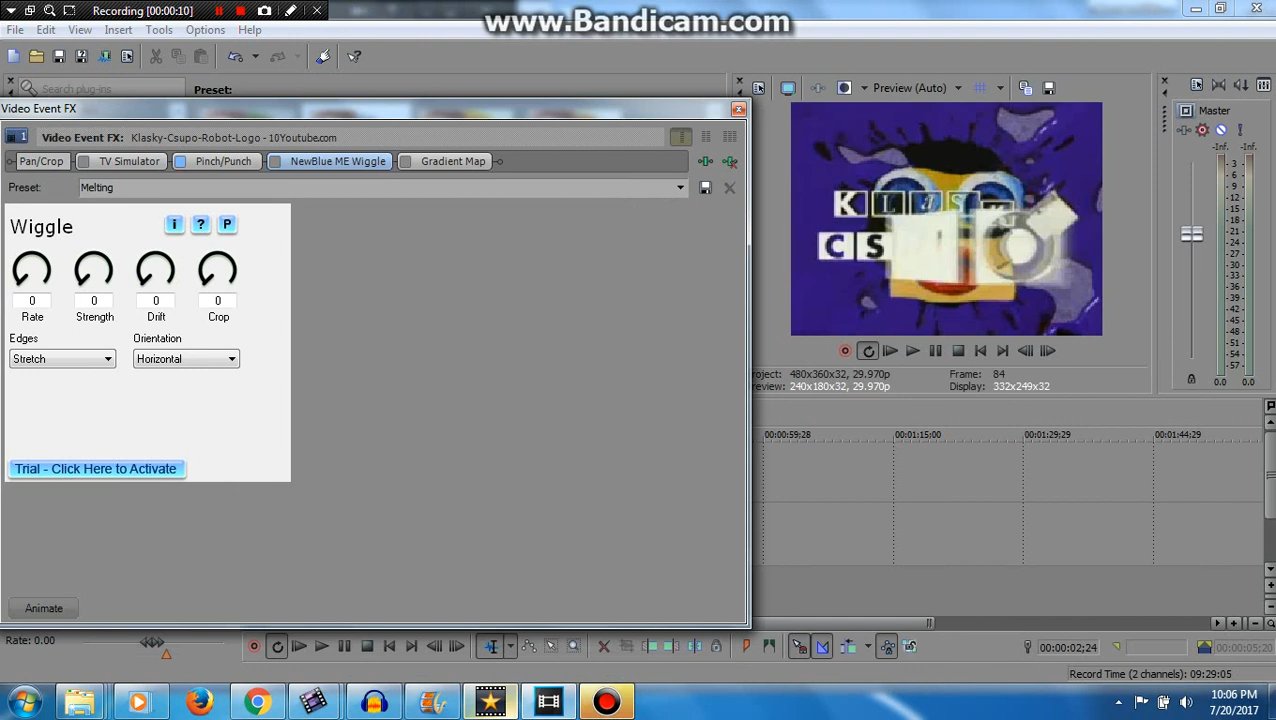 Recording [00:00:10]
www.Bandicam.com
File Edit View Insert Tools Options Help
Search plug-ins
Preset:
Preview (Auto)
Master
Video Event FX
Video Event FX: Klasky-Csupo-Robot-Logo - 10Youtube.com
Pan/Crop TV Simulator Pinch/Punch NewBlue ME Wiggle Gradient Map
Preset: Melting
Wiggle i ? P
0 0 0 0
Rate Strength Drift Crop
Edges Orientation
Stretch Horizontal
Trial - Click Here to Activate
Animate
K L A S
C S
-Inf. -Inf.
-3
-6
-9
-12
-15
-18
-21
-24
-27
-30
-33
-36
-39
-42
-45
-48
-51
-54
-57
0.0 0.0
roject: 480x360x32, 29.970p Frame: 84
review: 240x180x32, 29.970p Display: 332x249x32
00:00:59;28 00:01:15;00 00:01:29;29 00:01:44;29
Rate: 0.00
00:00:02;24 00:00:05;20
Record Time (2 channels): 09:29:05
10:06 PM
7/20/2017